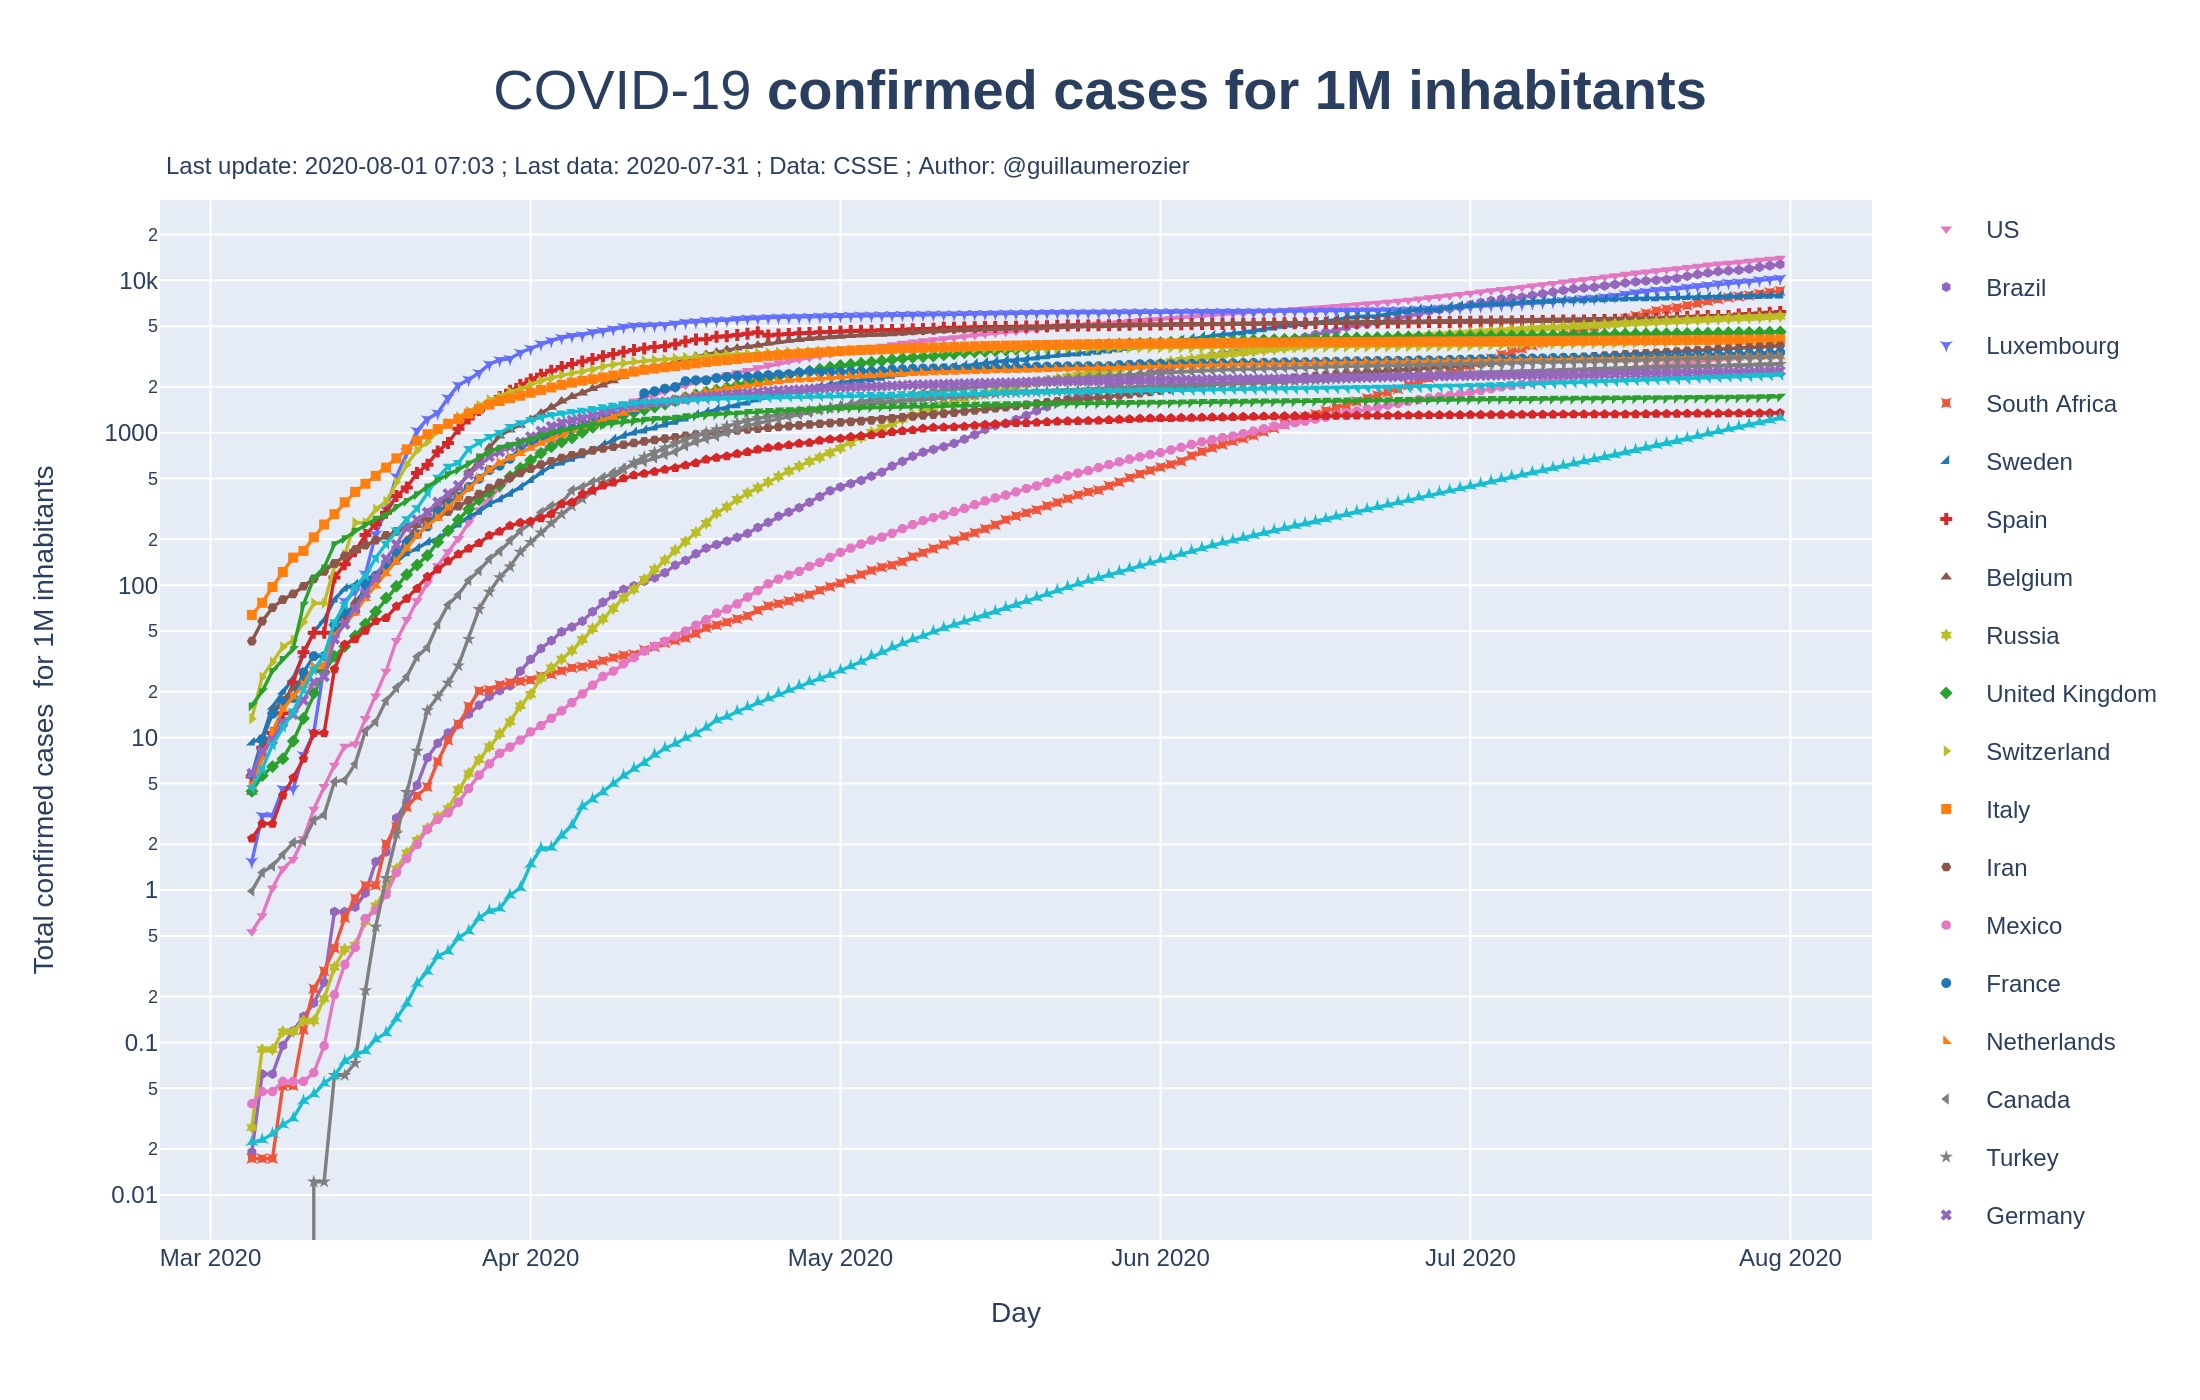 COVID-19 confirmed cases for 1M inhabitants
Last update: 2020-08-01 07:03 ; Last data: 2020-07-31 ; Data: CSSE ; Author: @guillaumerozier
Total confirmed cases for 1M inhabitants
2
10k
5
2
1000
5
2
100
5
2
10
5
2
1
5
2
0.1
5
2
0.01
Mar 2020
Apr 2020
May 2020
Jun 2020
Jul 2020
Aug 2020
Day
US
Brazil
Luxembourg
South Africa
Sweden
Spain
Belgium
Russia
United Kingdom
Switzerland
Italy
Iran
Mexico
France
Netherlands
Canada
Turkey
Germany